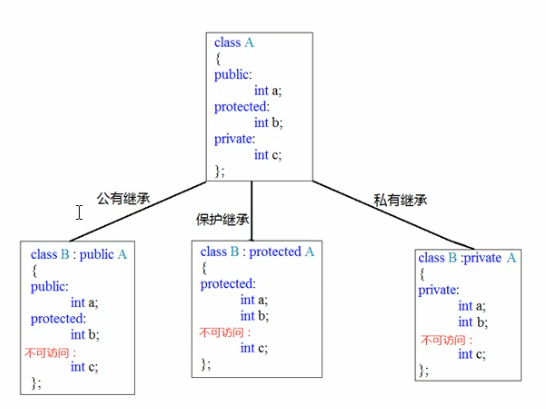 class A
{
public:
int a;
protected:
int b;
private:
int c;
};
公有继承
保护继承
私有继承
class B : public A
{
public:
int a;
protected:
int b;
不可访问：
int c;
};
class B : protected A
{
protected:
int a;
int b;
不可访问：
int c;
};
class B :private A
{
private:
int a;
int b;
不可访问：
int c;
};